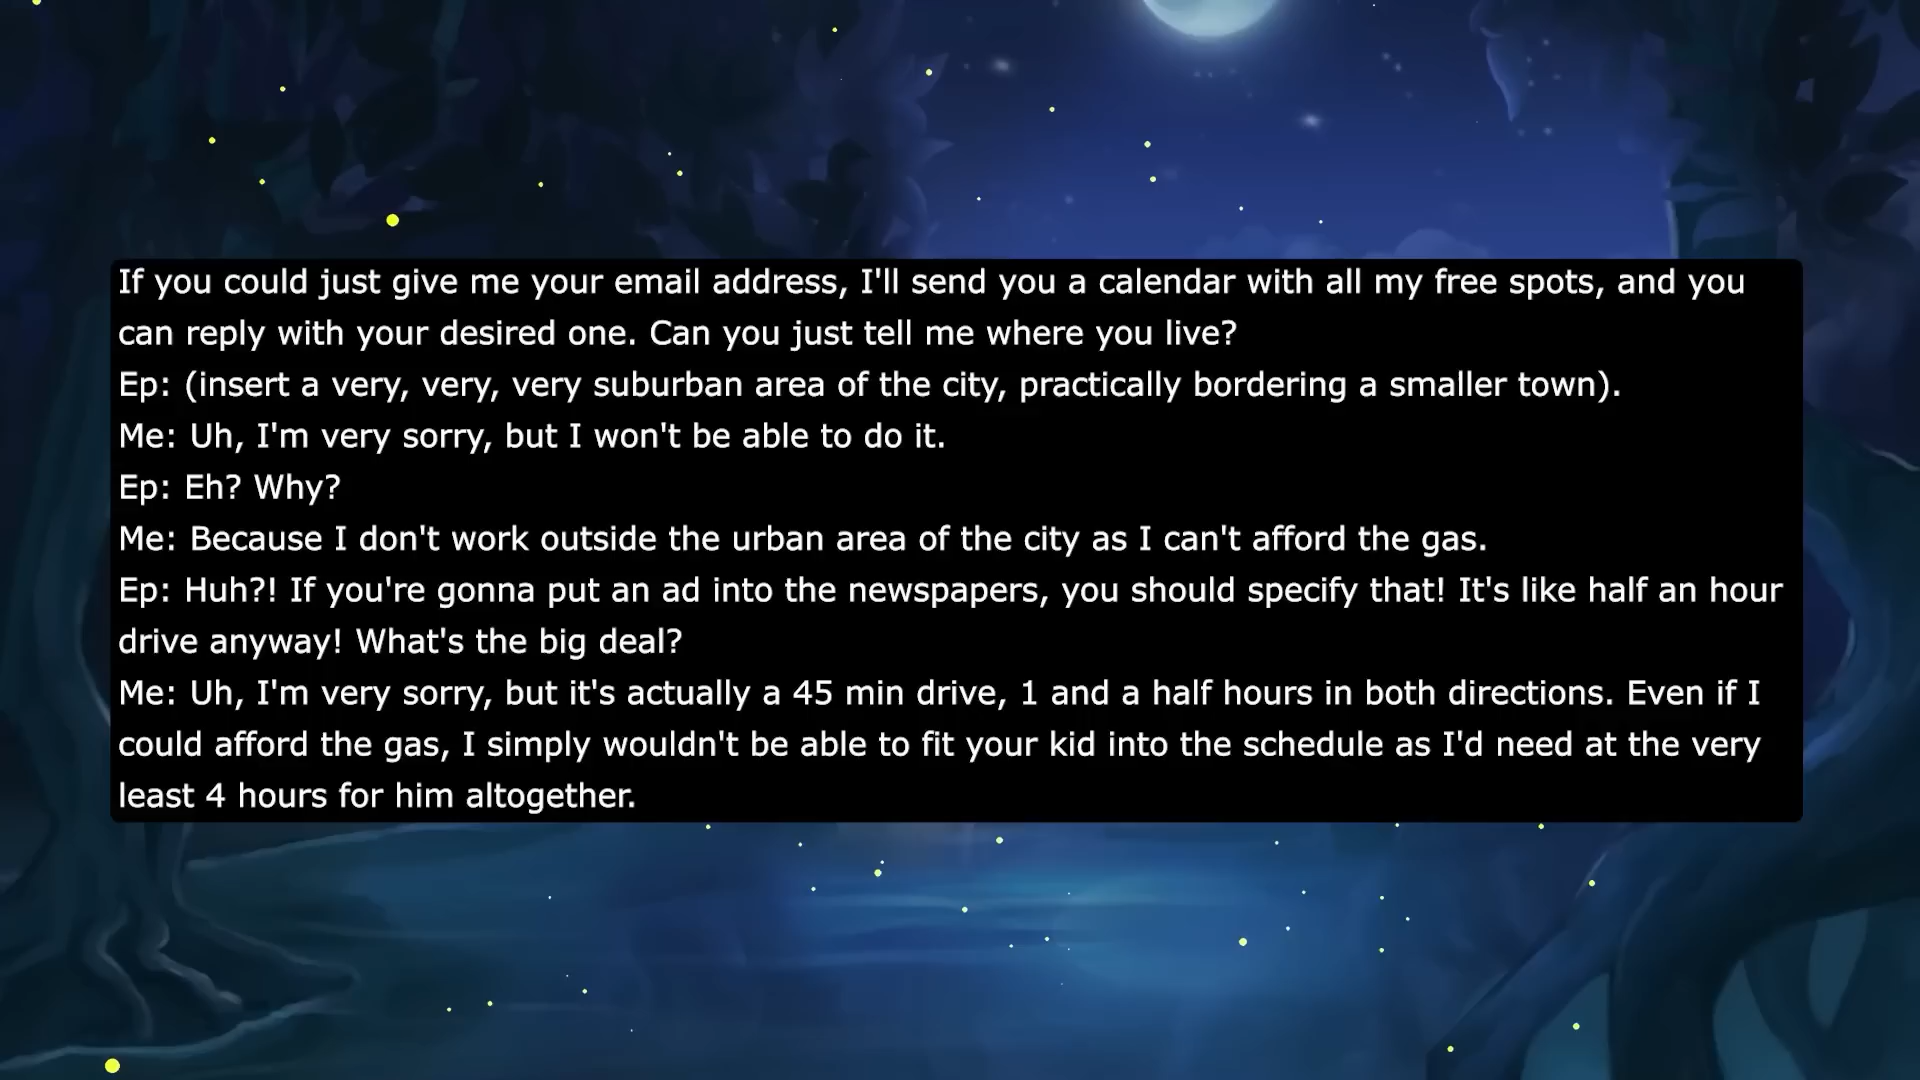 If you could just give me your email address, I'll send you a calendar with all my free spots, and you
can reply with your desired one. Can you just tell me where you live?
Ep: (insert a very, very, very suburban area of the city, practically bordering a smaller town).
Me: Uh, I'm very sorry, but I won't be able to do it.
Ep: Eh? Why?
Me: Because I don't work outside the urban area of the city as I can't afford the gas.
Ep: Huh?! If you're gonna put an ad into the newspapers, you should specify that! It's like half an hour
drive anyway! What's the big deal?
Me: Uh, I'm very sorry, but it's actually a 45 min drive, 1 and a half hours in both directions. Even if I
could afford the gas, I simply wouldn't be able to fit your kid into the schedule as I'd need at the very
least 4 hours for him altogether.